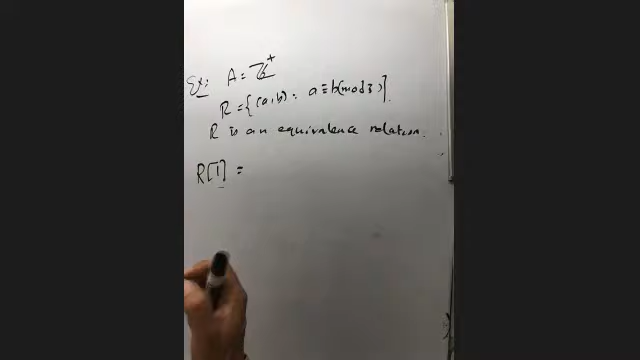 Ex: A = ℤ⁺
R = {(a,b) : a ≡ b (mod 3)}
R is an equivalence relation.
R[1] =